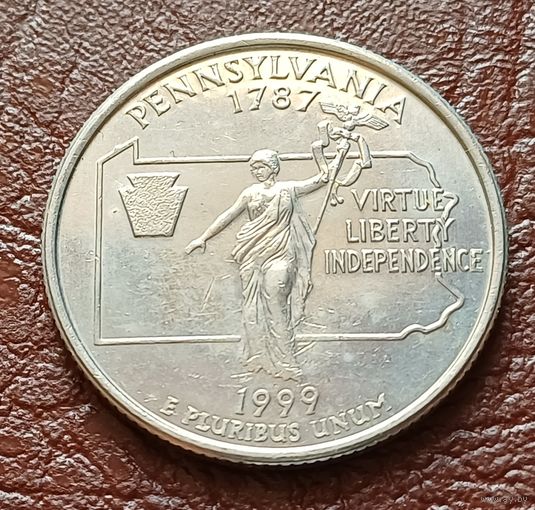 PENNSYLVANIA
1787
VIRTUE
LIBERTY
INDEPENDENCE
1999
E PLURIBUS UNUM